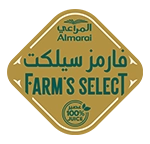 المراعي
Almarai
فارمز سيلكت
FARM'S SELECT
عصير
100%
JUICE